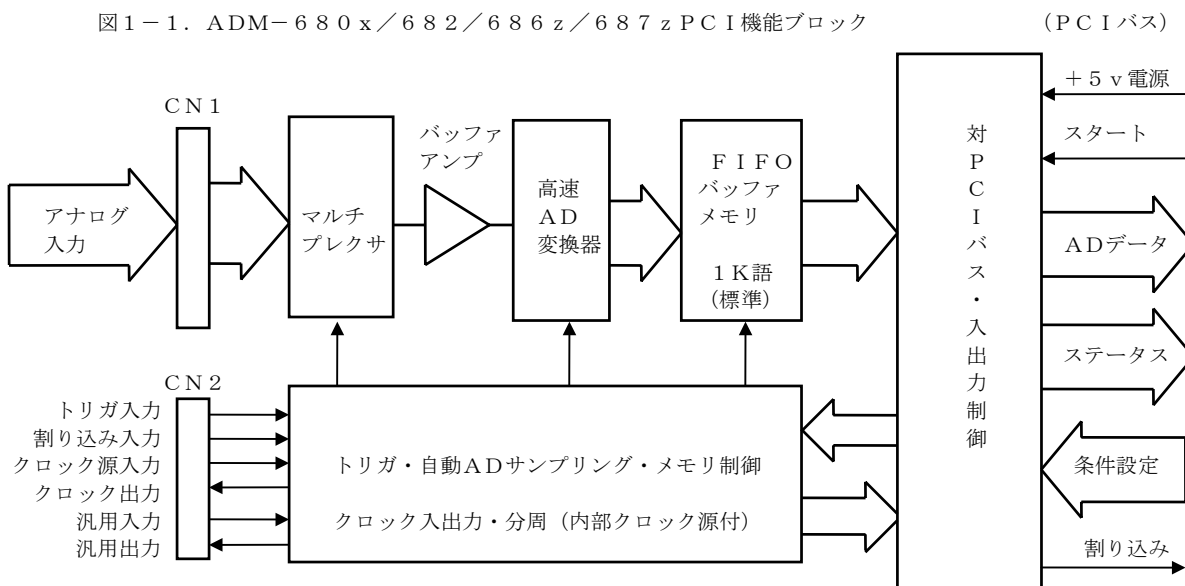 図１－１．ＡＤＭ－６８０ｘ／６８２／６８６ｚ／６８７ｚＰＣＩ機能ブロック
（ＰＣＩバス）
ＣＮ１
アナログ
入力
マルチ
プレクサ
バッファ
アンプ
高速
ＡＤ
変換器
ＦＩＦＯ
バッファ
メモリ
１Ｋ語
（標準）
対ＰＣＩバス・入出力制御
＋５ｖ電源
スタート
ＡＤデータ
ステータス
条件設定
割り込み
ＣＮ２
トリガ入力
割り込み入力
クロック源入力
クロック出力
汎用入力
汎用出力
トリガ・自動ＡＤサンプリング・メモリ制御
クロック入出力・分周（内部クロック源付）